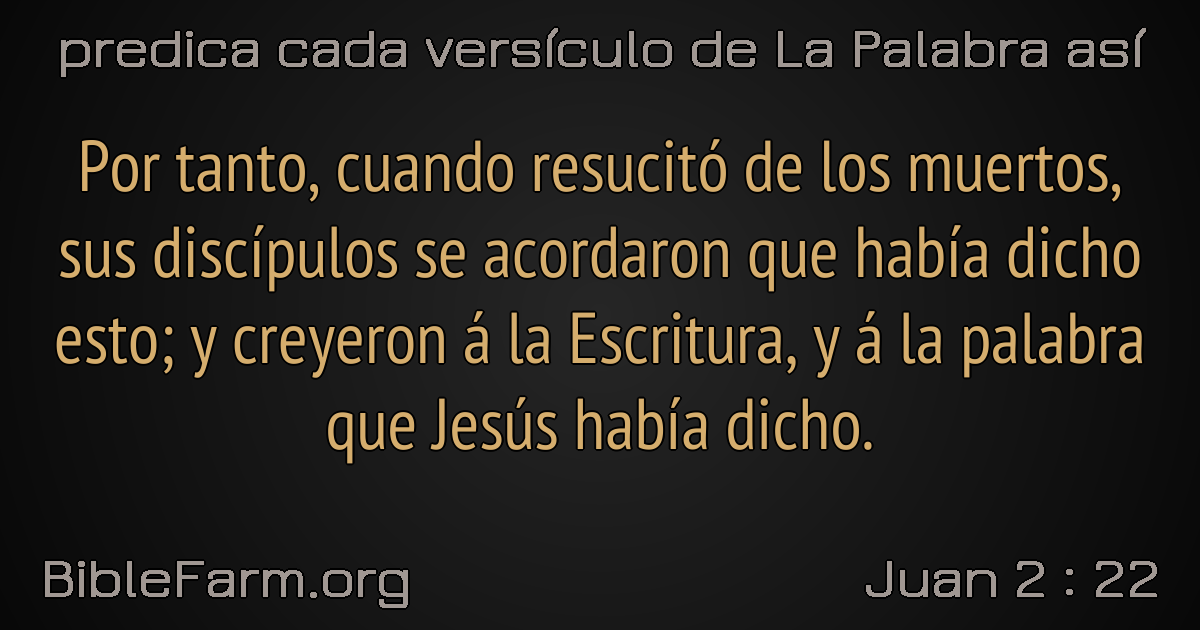 predica cada versículo de La Palabra así
Por tanto, cuando resucitó de los muertos,
sus discípulos se acordaron que había dicho
esto; y creyeron á la Escritura, y á la palabra
que Jesús había dicho.
BibleFarm.org
Juan 2 : 22